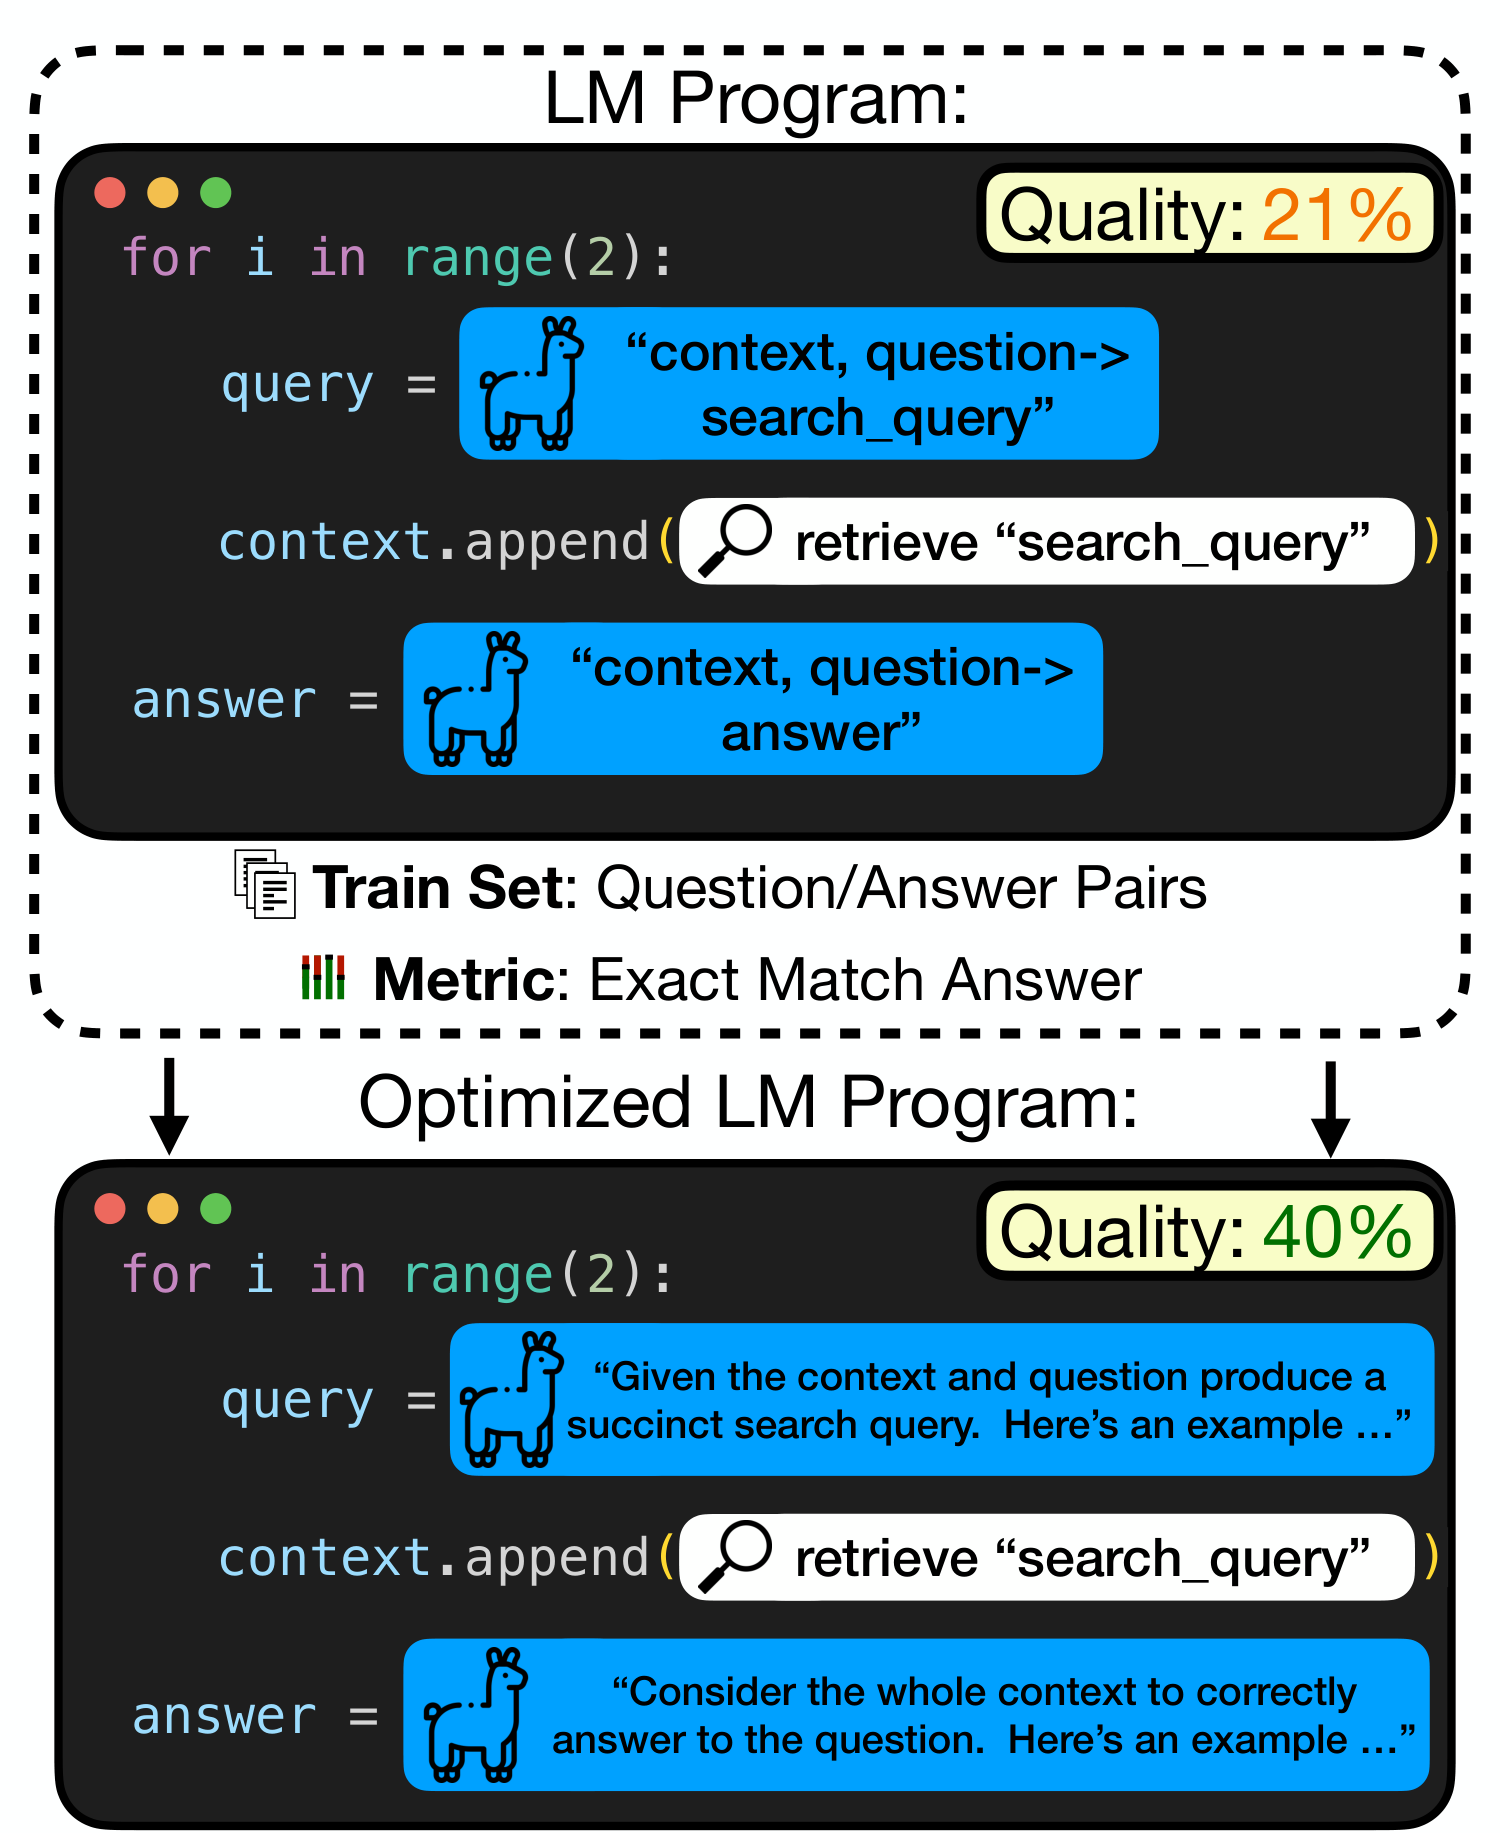 LM Program:
Quality: 21%
for i in range(2):
query = “context, question->
search_query”
context.append( retrieve “search_query” )
answer = “context, question->
answer”
Train Set: Question/Answer Pairs
Metric: Exact Match Answer
Optimized LM Program:
Quality: 40%
for i in range(2):
query = “Given the context and question produce a
succinct search query.  Here’s an example ...”
context.append( retrieve “search_query” )
answer = “Consider the whole context to correctly
answer to the question.  Here’s an example ...”